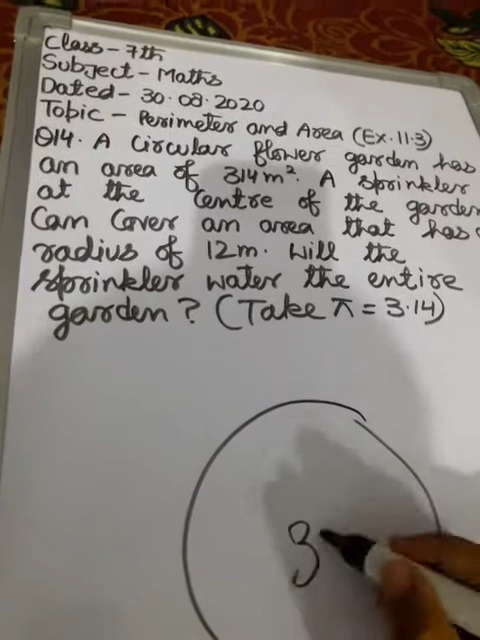 Class-7th
Subject-Maths
Dated-30.08.2020
Topic - Perimeter and Area (Ex.11.3)
Q14. A Circular flower garden has
an area of 314m². A sprinkler
at the Centre of the garden
Can Cover an area that has a
radius of 12m. Will the
sprinkler water the entire
garden? (Take π = 3.14)
3